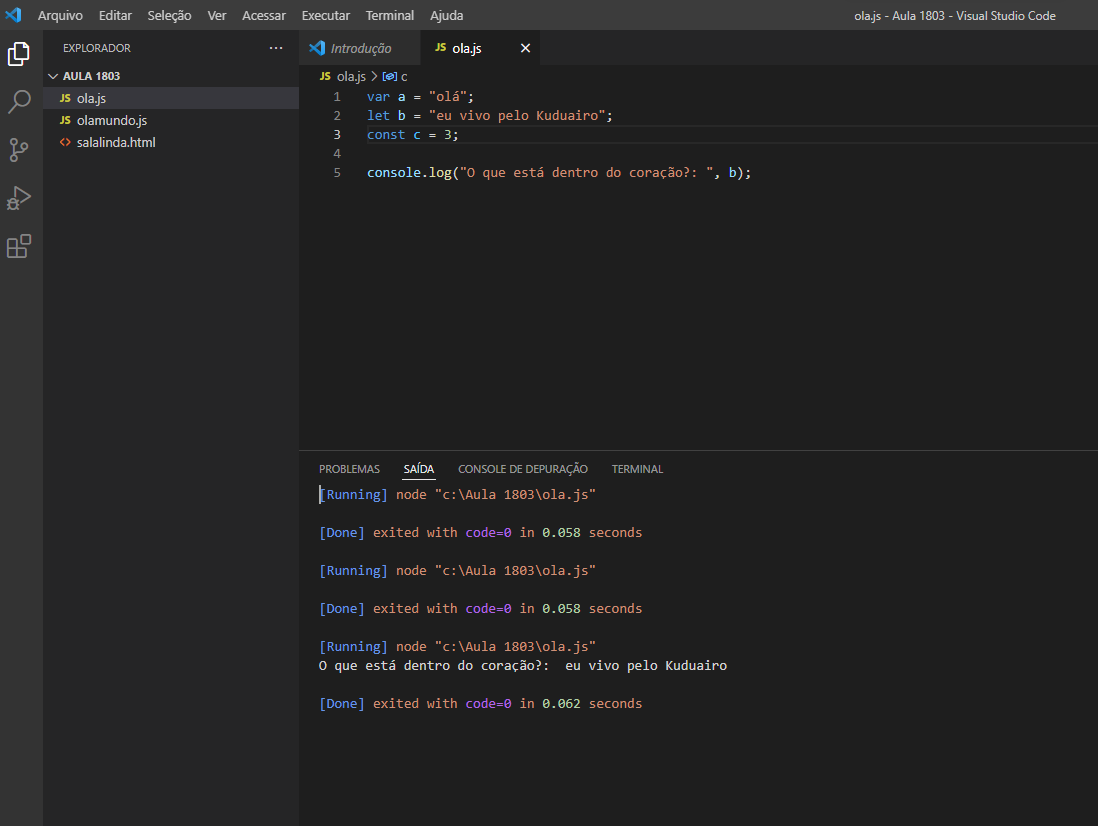 Arquivo Editar Seleção Ver Acessar Executar Terminal Ajuda
ola.js - Aula 1803 - Visual Studio Code
EXPLORADOR ···
Introdução
JS ola.js ×
AULA 1803
JS ola.js
JS olamundo.js
<> salalinda.html
JS ola.js > c
1 var a = "olá";
2 let b = "eu vivo pelo Kuduairo";
3 const c = 3;
4
5 console.log("O que está dentro do coração?: ", b);
PROBLEMAS SAÍDA CONSOLE DE DEPURAÇÃO TERMINAL
[Running] node "c:\Aula 1803\ola.js"
[Done] exited with code=0 in 0.058 seconds
[Running] node "c:\Aula 1803\ola.js"
[Done] exited with code=0 in 0.058 seconds
[Running] node "c:\Aula 1803\ola.js"
O que está dentro do coração?:  eu vivo pelo Kuduairo
[Done] exited with code=0 in 0.062 seconds